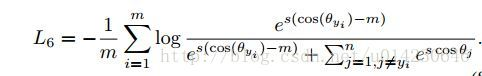 L_6 = -\frac{1}{m} \sum_{i=1}^{m} \log \frac{e^{s(\cos(\theta_{y_i})-m)}}{e^{s(\cos(\theta_{y_i})-m)} + \sum_{j=1, j \neq y_i}^{n} e^{s \cos \theta_j}}.